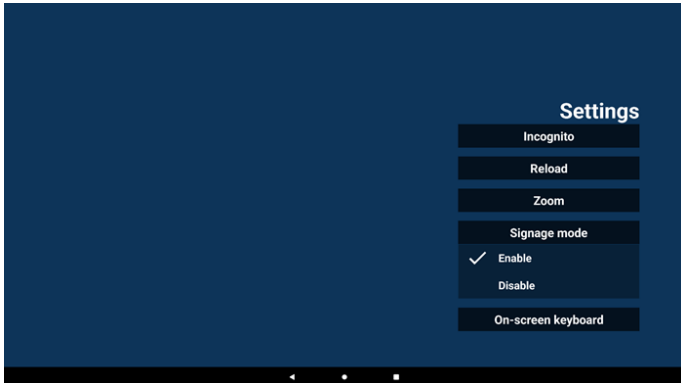 Settings
Incognito
Reload
Zoom
Signage mode
Enable
Disable
On-screen keyboard